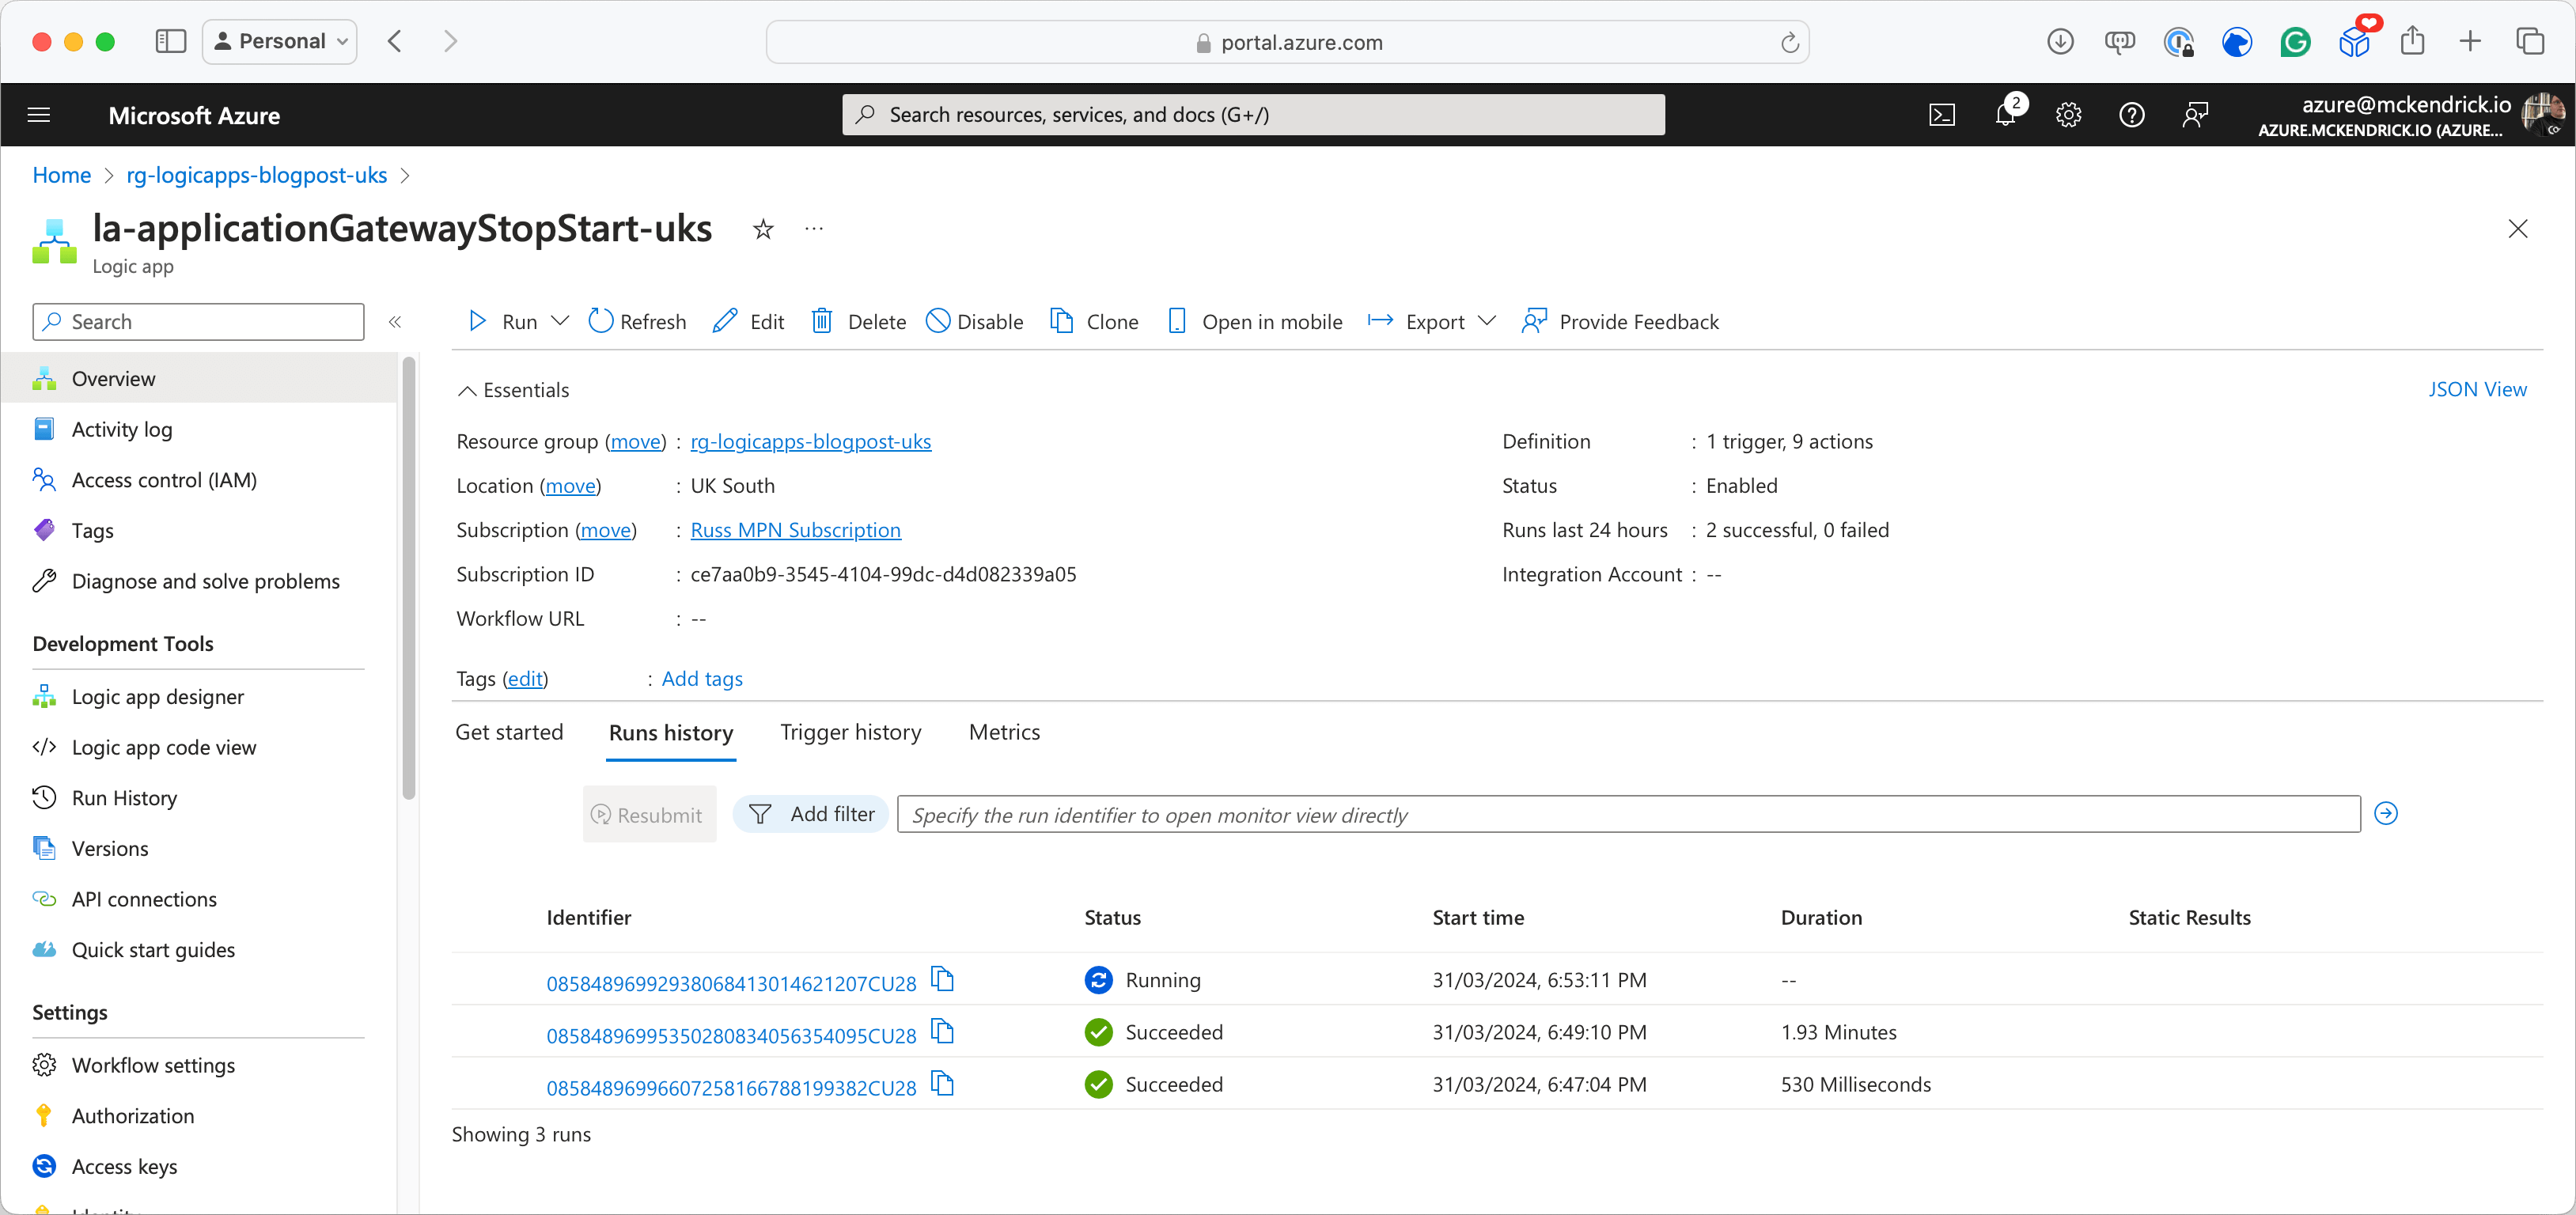 Personal
portal.azure.com
Microsoft Azure
Search resources, services, and docs (G+/)
2
azure@mckendrick.io
AZURE.MCKENDRICK.IO (AZURE...
Home > rg-logicapps-blogpost-uks >
la-applicationGatewayStopStart-uks
Logic app
Search
Run
Refresh
Edit
Delete
Disable
Clone
Open in mobile
Export
Provide Feedback
Overview
Activity log
Access control (IAM)
Tags
Diagnose and solve problems
Development Tools
Logic app designer
Logic app code view
Run History
Versions
API connections
Quick start guides
Settings
Workflow settings
Authorization
Access keys
Identity
Essentials
JSON View
Resource group (move) : rg-logicapps-blogpost-uks
Location (move) : UK South
Subscription (move) : Russ MPN Subscription
Subscription ID : ce7aa0b9-3545-4104-99dc-d4d082339a05
Workflow URL : --
Definition : 1 trigger, 9 actions
Status : Enabled
Runs last 24 hours : 2 successful, 0 failed
Integration Account : --
Tags (edit) : Add tags
Get started
Runs history
Trigger history
Metrics
Resubmit
Add filter
Specify the run identifier to open monitor view directly
Identifier Status Start time Duration Static Results
08584896992938068413014621207CU28 Running 31/03/2024, 6:53:11 PM --
08584896995350280834056354095CU28 Succeeded 31/03/2024, 6:49:10 PM 1.93 Minutes
08584896996607258166788199382CU28 Succeeded 31/03/2024, 6:47:04 PM 530 Milliseconds
Showing 3 runs